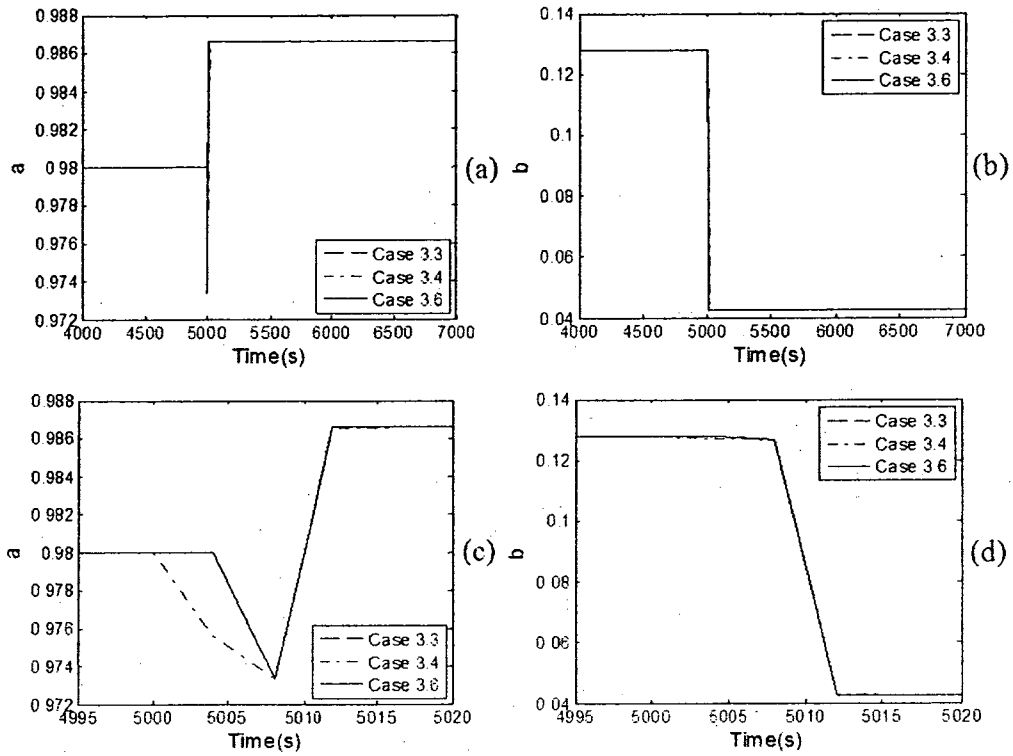 0.988
0.986
0.984
0.982
0.98
0.978
0.976
0.974
0.972
a
4000 4500 5000 5500 6000 6500 7000
Time(s)
Case 3.3
Case 3.4
Case 3.6
(a)
0.14
0.12
0.1
0.08
0.06
0.04
b
4000 4500 5000 5500 6000 6500 7000
Time(s)
Case 3.3
Case 3.4
Case 3.6
(b)
0.988
0.986
0.984
0.982
0.98
0.978
0.976
0.974
0.972
a
4995 5000 5005 5010 5015 5020
Time(s)
Case 3.3
Case 3.4
Case 3.6
(c)
0.14
0.12
0.1
0.08
0.06
0.04
b
4995 5000 5005 5010 5015 5020
Time(s)
Case 3.3
Case 3.4
Case 3.6
(d)